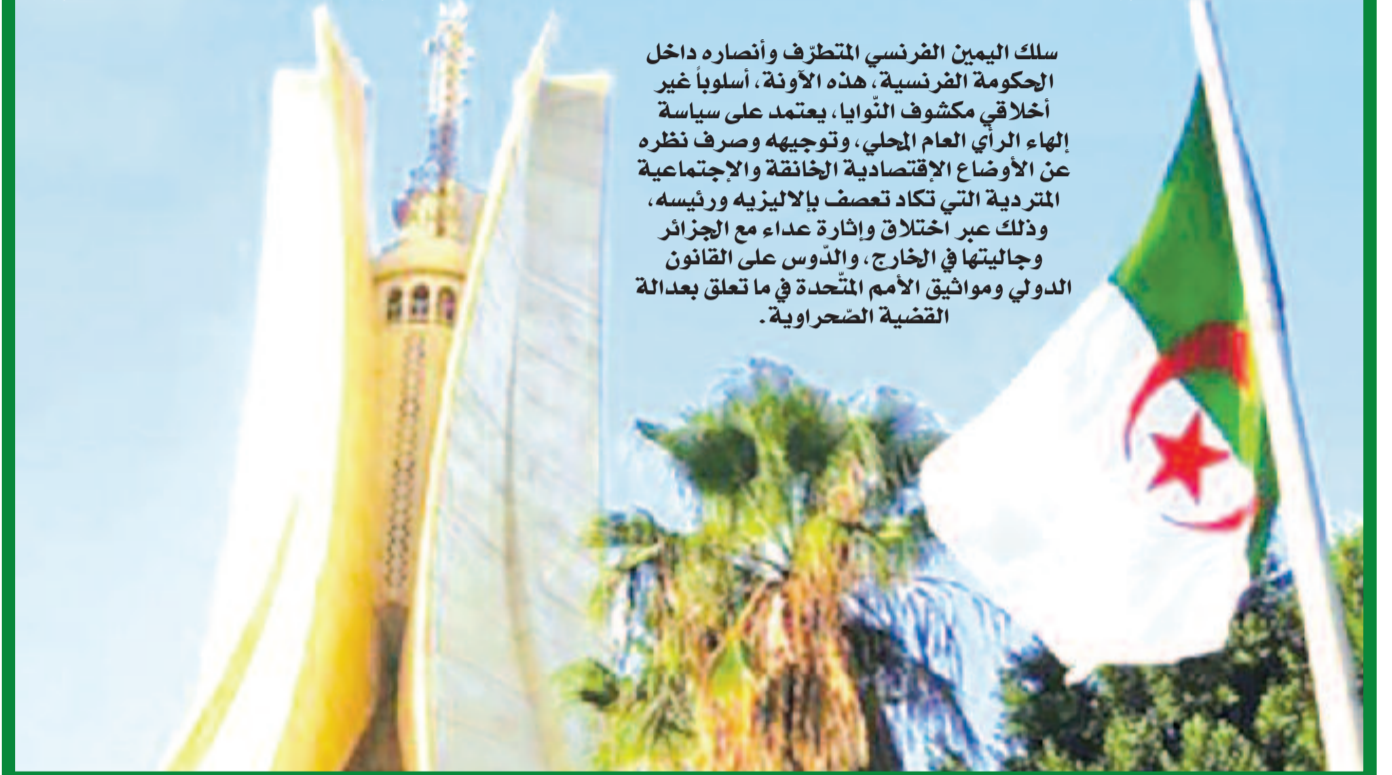 سلك اليمين الفرنسي المتطرّف وأنصاره داخل
الحكومة الفرنسية، هذه الآونة، أسلوباً غير
أخلاقي مكشوف النّوايا، يعتمد على سياسة
إلهاء الرأي العام المحلي، وتوجيهه وصرف نظره
عن الأوضاع الإقتصادية الخانقة والإجتماعية
المتردية التي تكاد تعصف بإلاليزيه ورئيسه،
وذلك عبر اختلاق وإثارة عداء مع الجزائر
وجاليتها في الخارج، والدّوس على القانون
الدولي ومواثيق الأمم المتّحدة في ما تعلق بعدالة
القضية الصّحراوية.